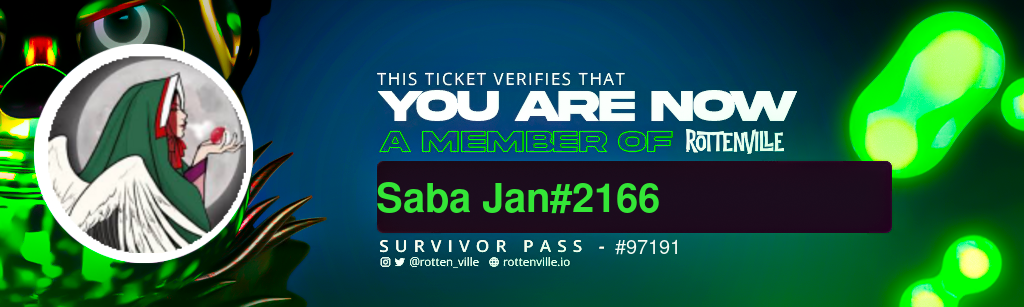 THIS TICKET VERIFIES THAT
YOU ARE NOW
A MEMBER OF ROTTENVILLE
Saba Jan#2166
SURVIVOR PASS - #97191
@rotten_ville rottenville.io